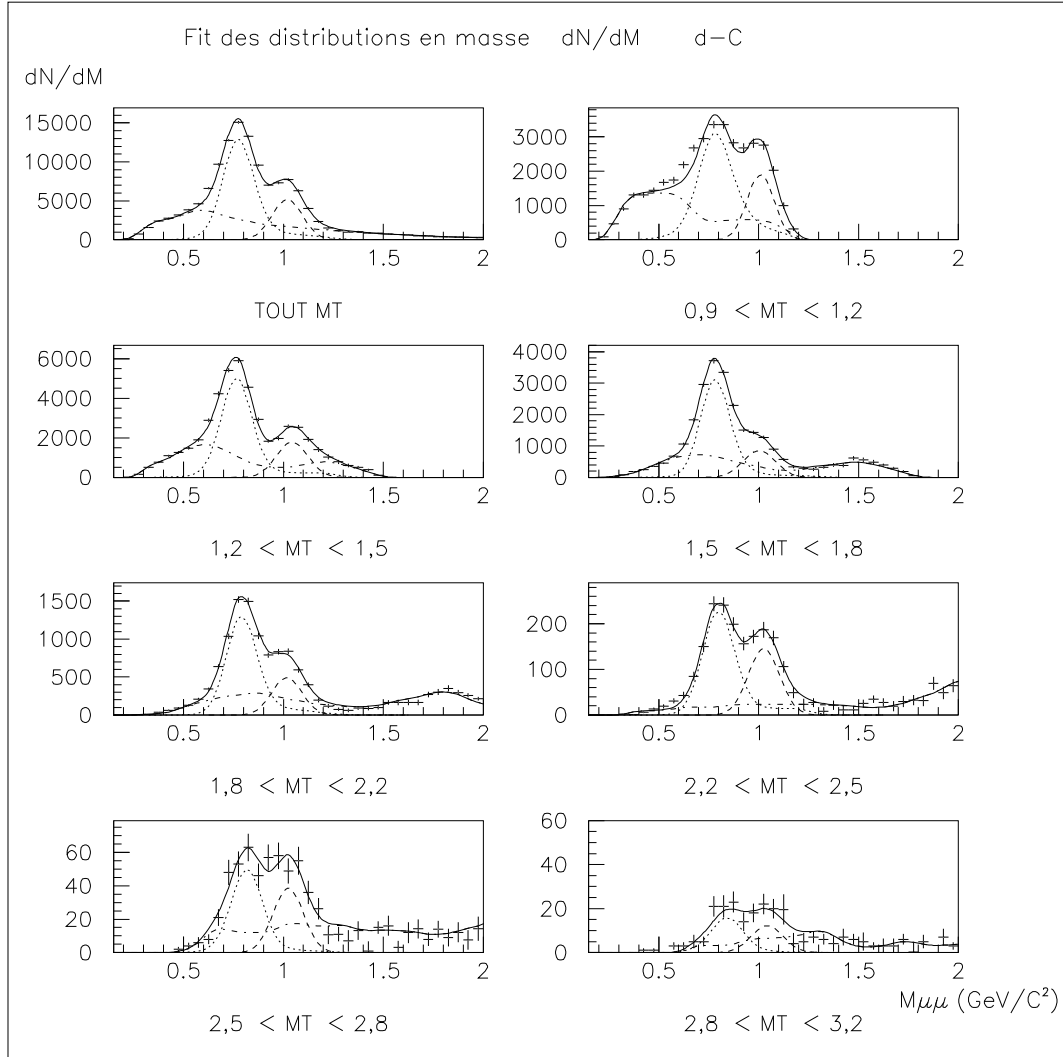 Fit des distributions en masse dN/dM d-C
dN/dM
15000
10000
5000
0
0.5 1 1.5 2
TOUT MT
3000
2000
1000
0
0.5 1 1.5 2
0,9 < MT < 1,2
6000
4000
2000
0
0.5 1 1.5 2
1,2 < MT < 1,5
4000
3000
2000
1000
0
0.5 1 1.5 2
1,5 < MT < 1,8
1500
1000
500
0
0.5 1 1.5 2
1,8 < MT < 2,2
200
100
0
0.5 1 1.5 2
2,2 < MT < 2,5
60
40
20
0
0.5 1 1.5 2
2,5 < MT < 2,8
60
40
20
0
0.5 1 1.5 2
Mμμ (GeV/C²)
2,8 < MT < 3,2